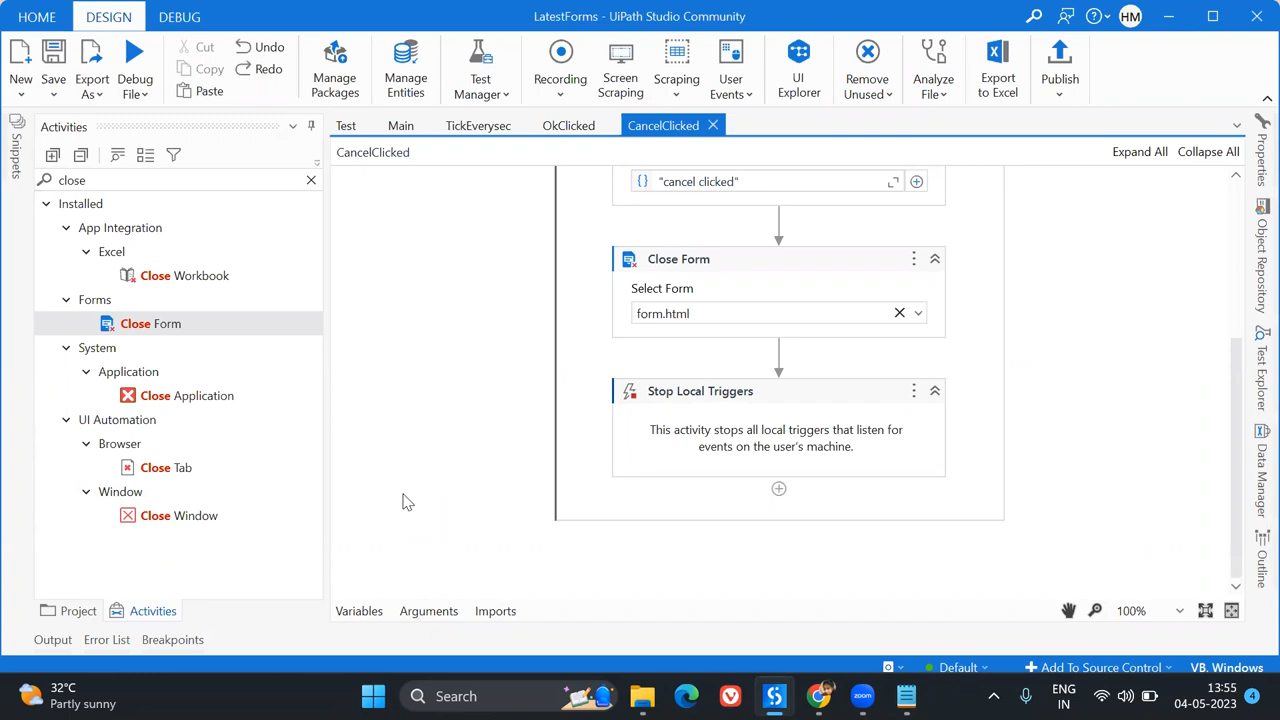 HOME DESIGN DEBUG LatestForms - UiPath Studio Community HM
New Save Export As Debug File Cut Copy Paste Undo Redo Manage Packages Manage Entities Test Manager Recording Screen Scraping Scraping User Events UI Explorer Remove Unused Analyze File Export to Excel Publish
Activities
Snippets
close
Installed
App Integration
Excel
Close Workbook
Forms
Close Form
System
Application
Close Application
UI Automation
Browser
Close Tab
Window
Close Window
Project Activities
Output Error List Breakpoints
Test Main TickEverysec OkClicked CancelClicked
CancelClicked Expand All Collapse All
{} "cancel clicked"
Close Form
Select Form
form.html
Stop Local Triggers
This activity stops all local triggers that listen for
events on the user's machine.
Variables Arguments Imports 100%
Properties
Object Repository
Test Explorer
Data Manager
Outline
Default Add To Source Control VB. Windows
32°C
Partly sunny
Search zoom
ENG
IN
13:55
04-05-2023
4